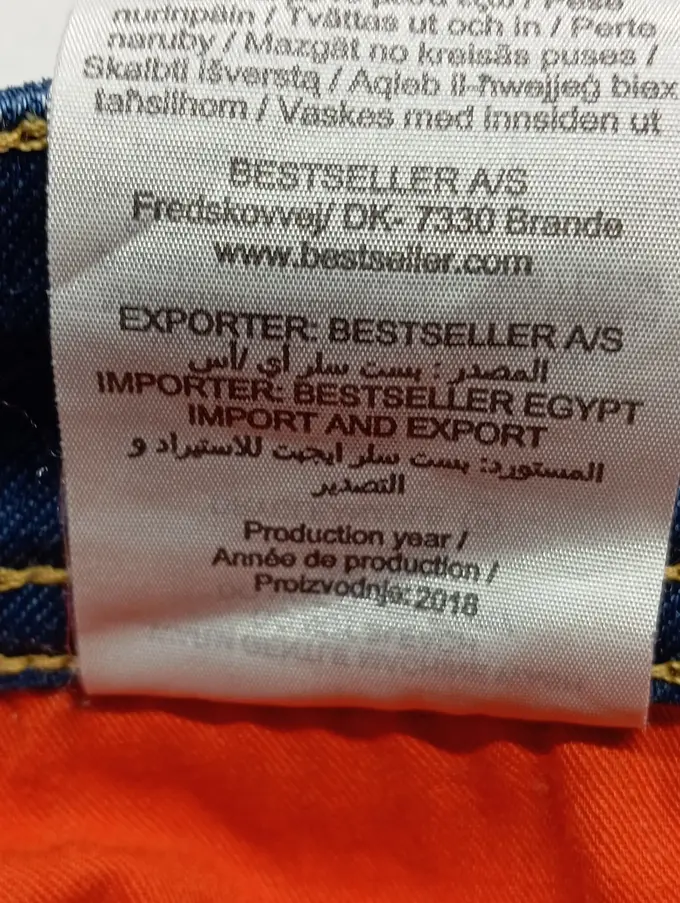 nurinpäin / Tvättas ut och in / Perte
naruby / Mazgāt no kreisās puses /
Skalbti išverstą / Aqleb il-ħwejjeġ biex
taħsilhom / Vaskes med innsiden ut
BESTSELLER A/S
Fredskovvej/ DK- 7330 Brande
www.bestseller.com
EXPORTER: BESTSELLER A/S
المصدر : بست سلر أي /أس
IMPORTER: BESTSELLER EGYPT
IMPORT AND EXPORT
المستورد: بست سلر ايجبت للاستيراد و
التصدير
Production year /
Année de production /
Proizvodnja: 2018